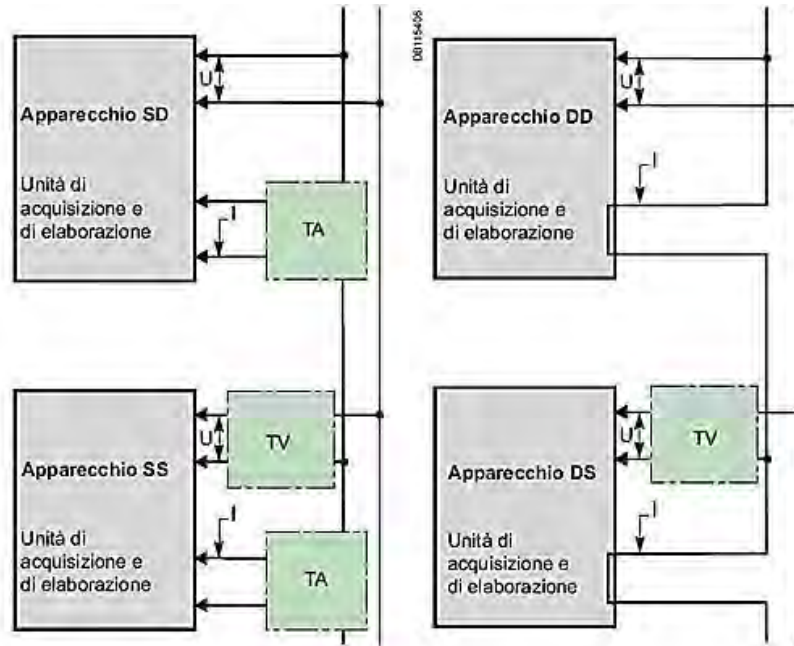 U
Apparecchio SD
Unità di
acquisizione e
di elaborazione
I
TA
DB115405
U
Apparecchio DD
I
Unità di
acquisizione e
di elaborazione
U
TV
Apparecchio SS
I
Unità di
acquisizione e
di elaborazione
TA
U
TV
Apparecchio DS
I
Unità di
acquisizione e
di elaborazione